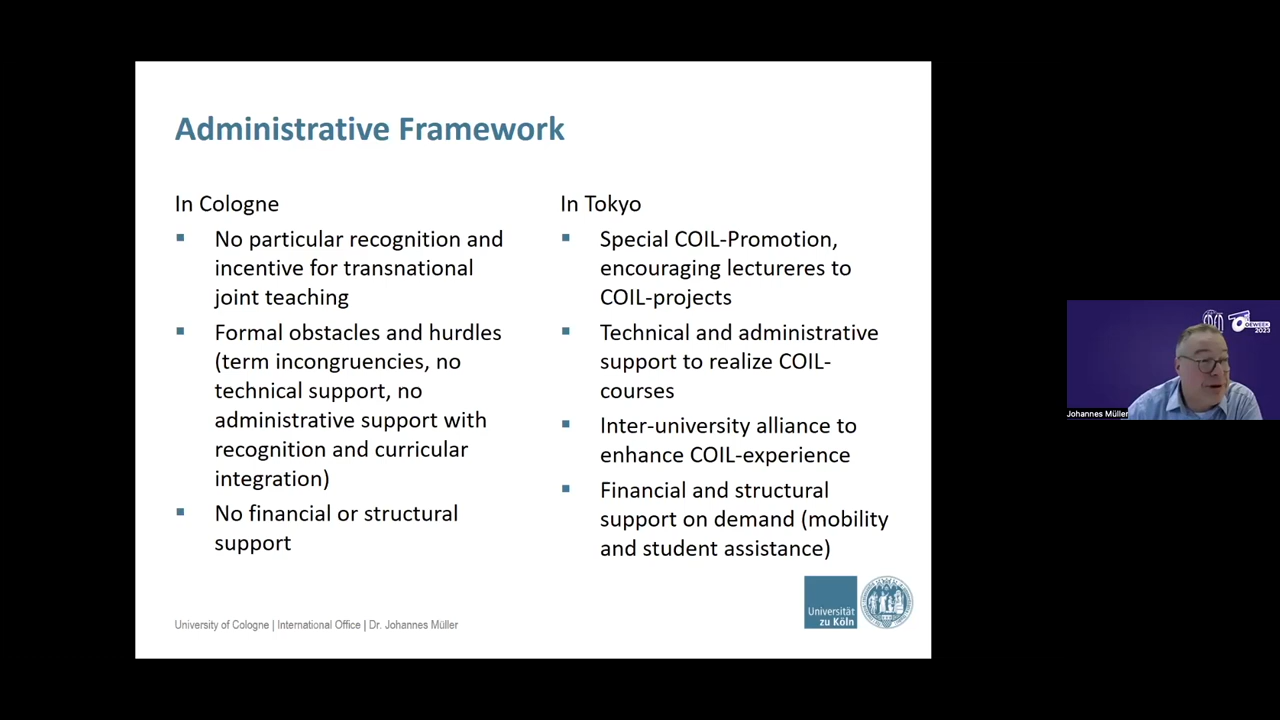 Administrative Framework
In Cologne
No particular recognition and
incentive for transnational
joint teaching
Formal obstacles and hurdles
(term incongruencies, no
technical support, no
administrative support with
recognition and curricular
integration)
No financial or structural
support
In Tokyo
Special COIL-Promotion,
encouraging lectureres to
COIL-projects
Technical and administrative
support to realize COIL-
courses
Inter-university alliance to
enhance COIL-experience
Financial and structural
support on demand (mobility
and student assistance)
Universität
zu Köln
University of Cologne | International Office | Dr. Johannes Müller
OEWEEK
2023
Johannes Müller